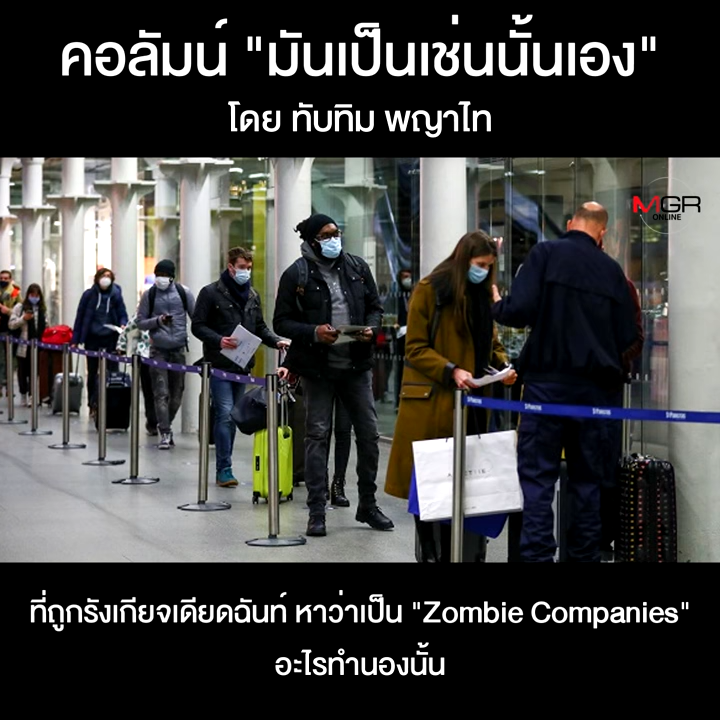 คอลัมน์ "มันเป็นเช่นนั้นเอง"
โดย ทับทิม พญาไท
MGR
ONLINE
ที่ถูกรังเกียจเดียดฉันท์ หาว่าเป็น "Zombie Companies"
อะไรทำนองนั้น